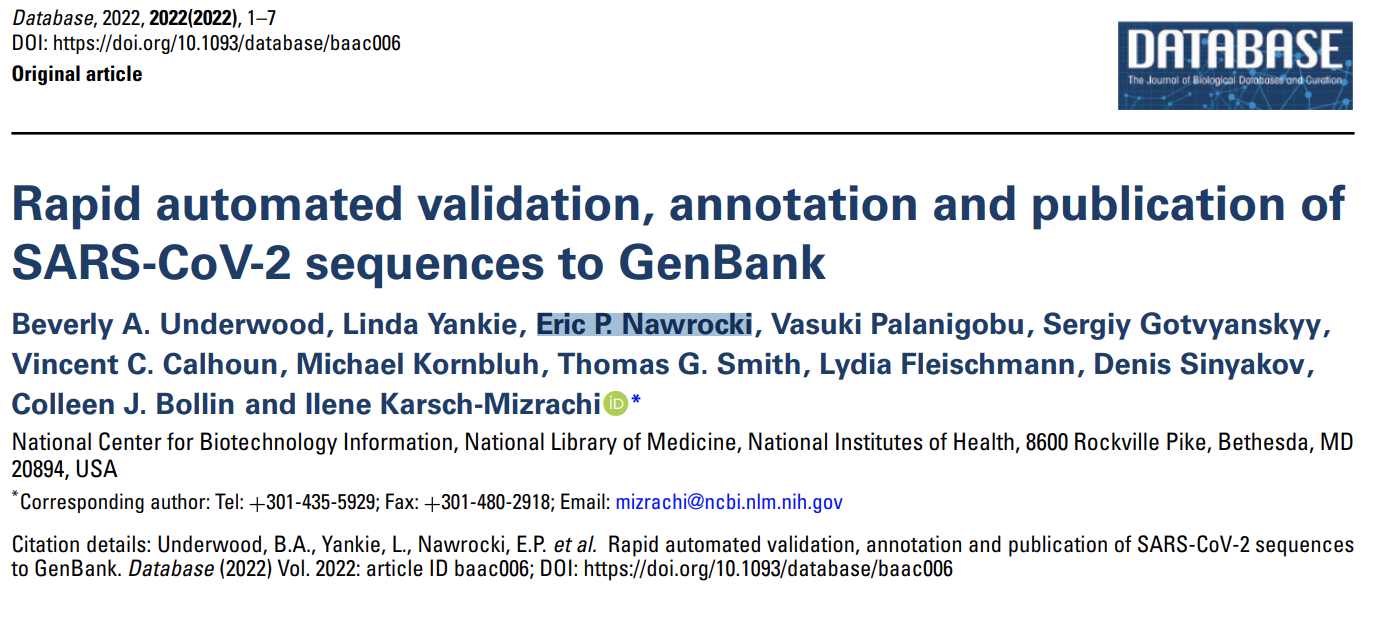 Database, 2022, 2022(2022), 1–7
DOI: https://doi.org/10.1093/database/baac006
Original article
DATABASE
The Journal of Biological Databases and Curation
Rapid automated validation, annotation and publication of
SARS-CoV-2 sequences to GenBank
Beverly A. Underwood, Linda Yankie, Eric P. Nawrocki, Vasuki Palanigobu, Sergiy Gotvyanskyy,
Vincent C. Calhoun, Michael Kornbluh, Thomas G. Smith, Lydia Fleischmann, Denis Sinyakov,
Colleen J. Bollin and Ilene Karsch-Mizrachi iD *
National Center for Biotechnology Information, National Library of Medicine, National Institutes of Health, 8600 Rockville Pike, Bethesda, MD
20894, USA
*Corresponding author: Tel: +301-435-5929; Fax: +301-480-2918; Email: mizrachi@ncbi.nlm.nih.gov
Citation details: Underwood, B.A., Yankie, L., Nawrocki, E.P. et al. Rapid automated validation, annotation and publication of SARS-CoV-2 sequences
to GenBank. Database (2022) Vol. 2022: article ID baac006; DOI: https://doi.org/10.1093/database/baac006